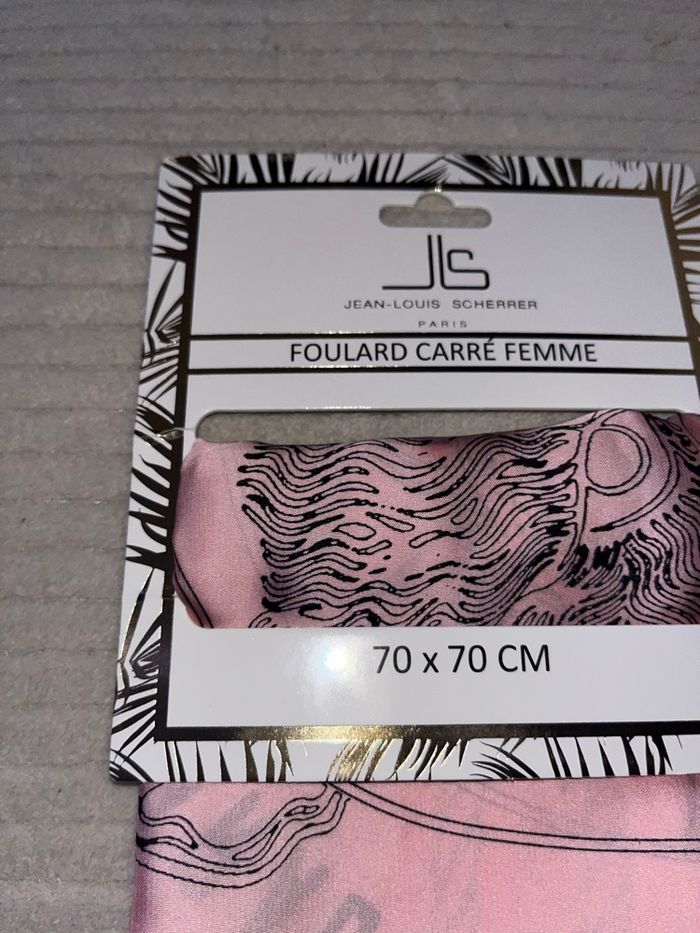 JLS
JEAN-LOUIS SCHERRER
PARIS
FOULARD CARRÉ FEMME
70 x 70 CM